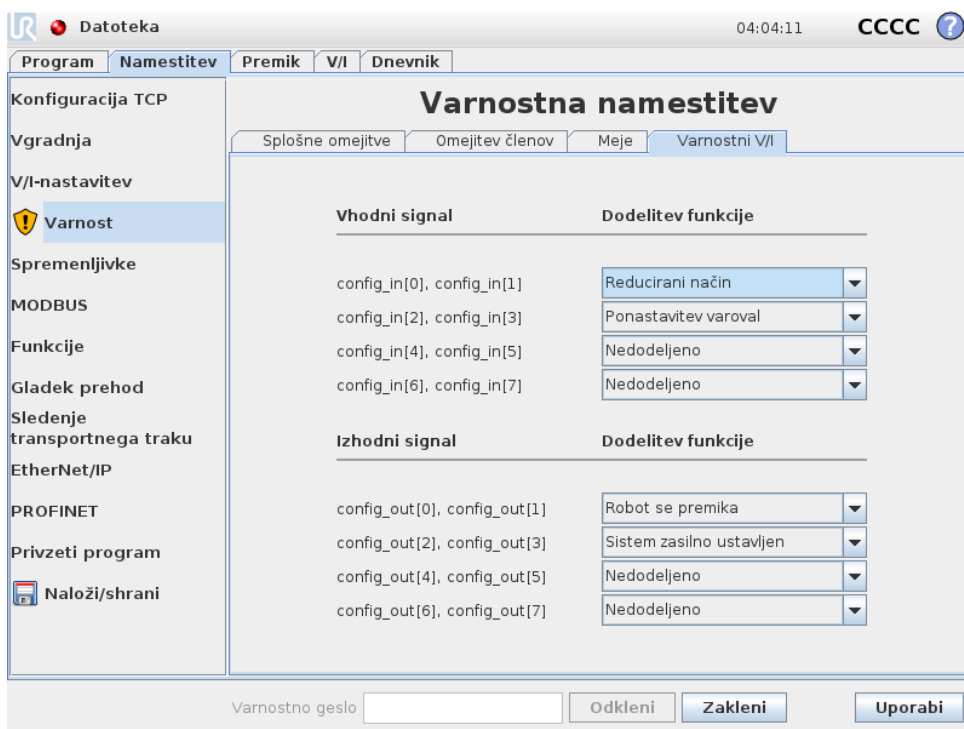 UR Datoteka 04:04:11 CCCC ?
Program Namestitev Premik V/I Dnevnik
Konfiguracija TCP
Vgradnja
V/I-nastavitev
Varnost
Spremenljivke
MODBUS
Funkcije
Gladek prehod
Sledenje
transportnega traku
EtherNet/IP
PROFINET
Privzeti program
Naloži/shrani
Varnostna namestitev
Splošne omejitve Omejitev členov Meje Varnostni V/I
Vhodni signal Dodelitev funkcije
config_in[0], config_in[1] Reducirani način
config_in[2], config_in[3] Ponastavitev varoval
config_in[4], config_in[5] Nedodeljeno
config_in[6], config_in[7] Nedodeljeno
Izhodni signal Dodelitev funkcije
config_out[0], config_out[1] Robot se premika
config_out[2], config_out[3] Sistem zasilno ustavljen
config_out[4], config_out[5] Nedodeljeno
config_out[6], config_out[7] Nedodeljeno
Varnostno geslo Odkleni Zakleni Uporabi